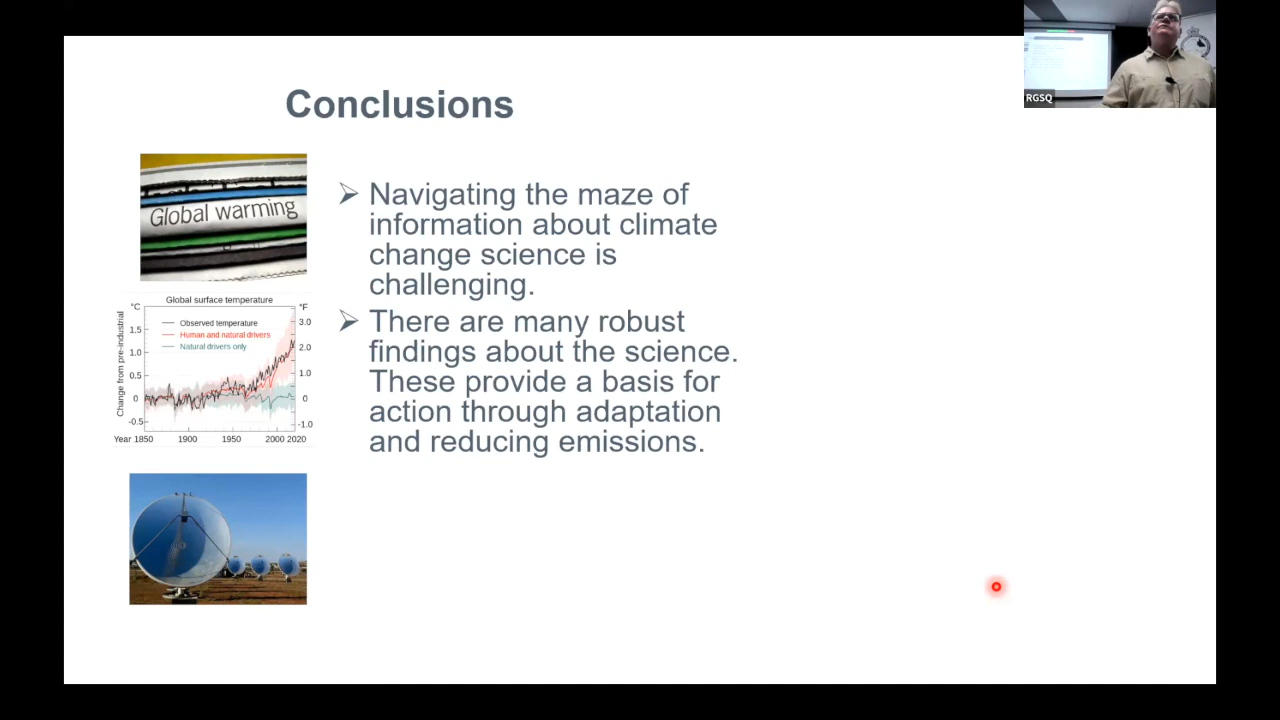 RGSQ
Conclusions
Global warming
Navigating the maze of
information about climate
change science is
challenging.
There are many robust
findings about the science.
These provide a basis for
action through adaptation
and reducing emissions.
Global surface temperature
°C
°F
Change from pre-industrial
Observed temperature
Human and natural drivers
Natural drivers only
1.5
1.0
0.5
0
-0.5
3.0
2.0
1.0
0
-1.0
Year 1850 1900 1950 2000 2020